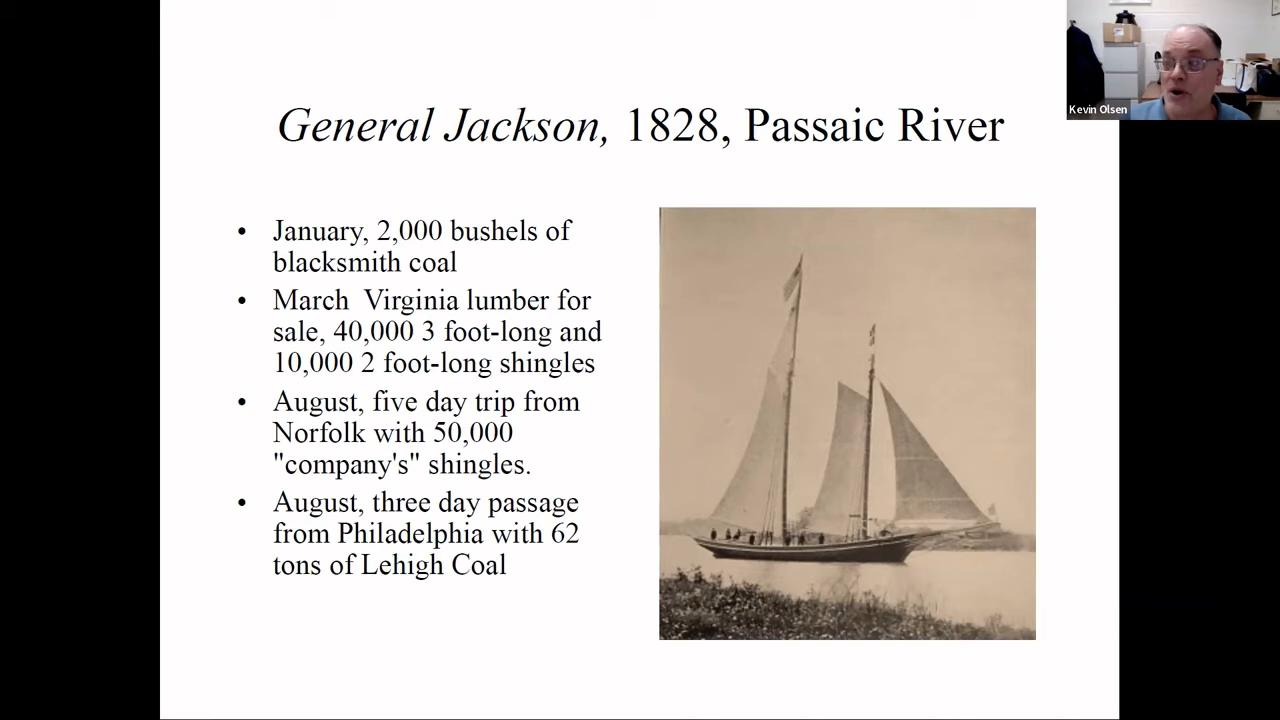 Kevin Olsen
General Jackson, 1828, Passaic River
• January, 2,000 bushels of
blacksmith coal
• March  Virginia lumber for
sale, 40,000 3 foot-long and
10,000 2 foot-long shingles
• August, five day trip from
Norfolk with 50,000
"company's" shingles.
• August, three day passage
from Philadelphia with 62
tons of Lehigh Coal